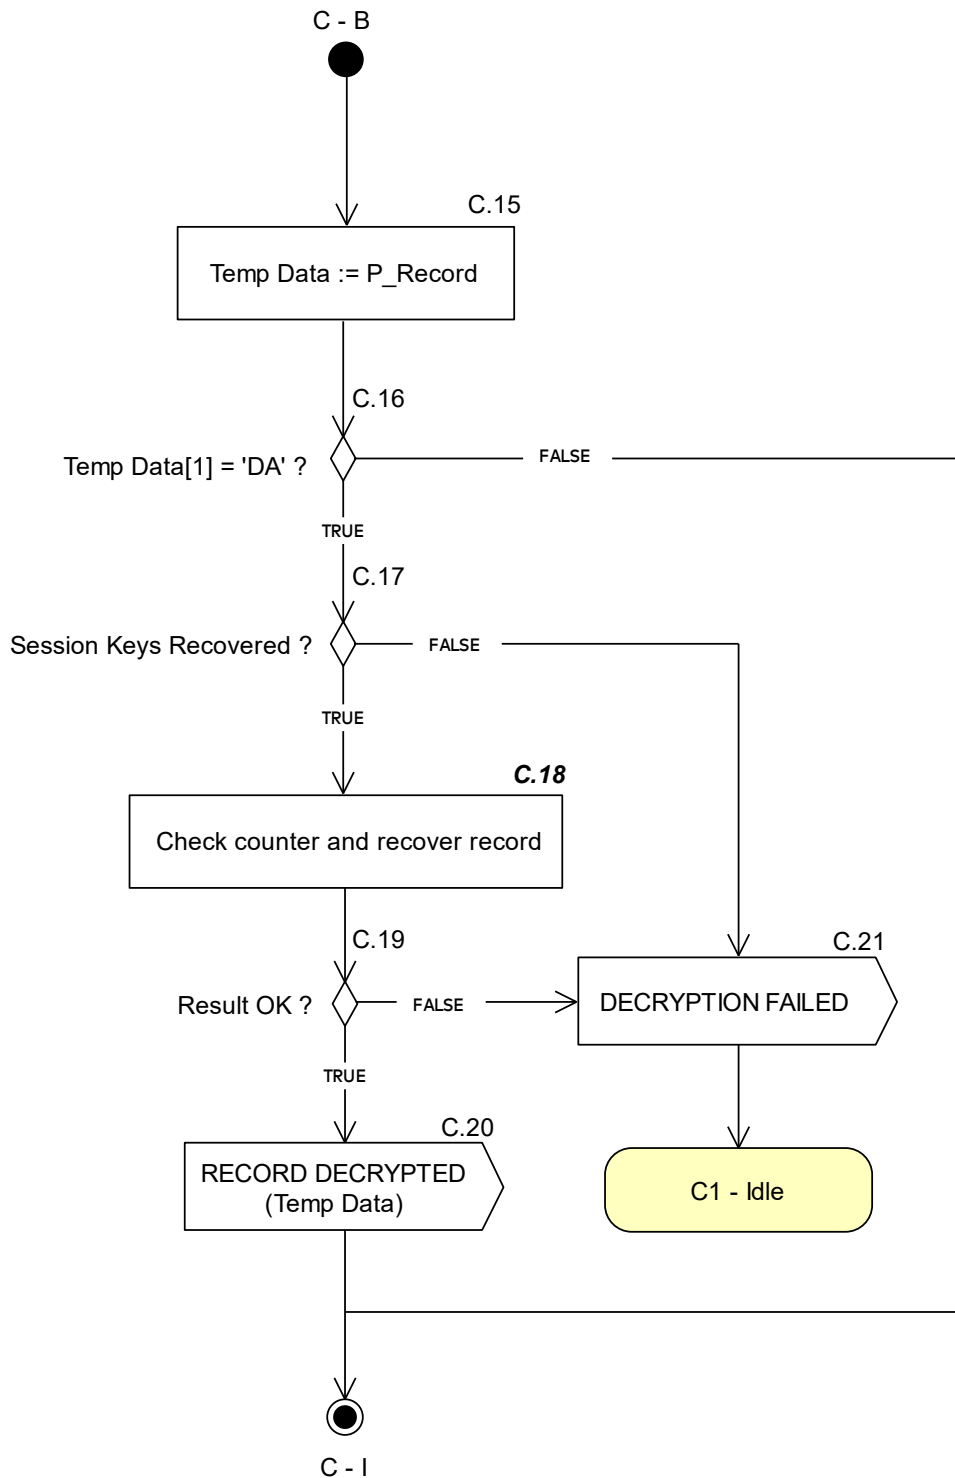 C - B
C.15
Temp Data := P_Record
C.16
Temp Data[1] = 'DA' ?
FALSE
TRUE
C.17
Session Keys Recovered ?
FALSE
TRUE
C.18
Check counter and recover record
C.19
C.21
Result OK ?
FALSE
DECRYPTION FAILED
TRUE
C.20
RECORD DECRYPTED
(Temp Data)
C1 - Idle
C - I